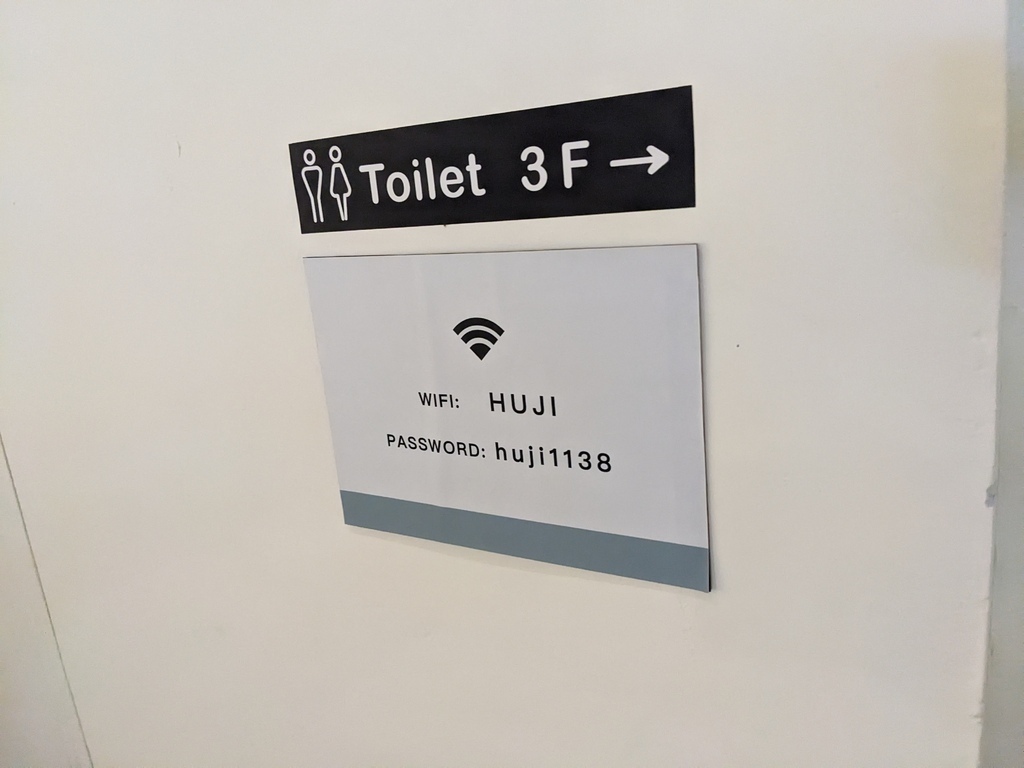 Toilet 3F →
WIFI: HUJI
PASSWORD: huji1138